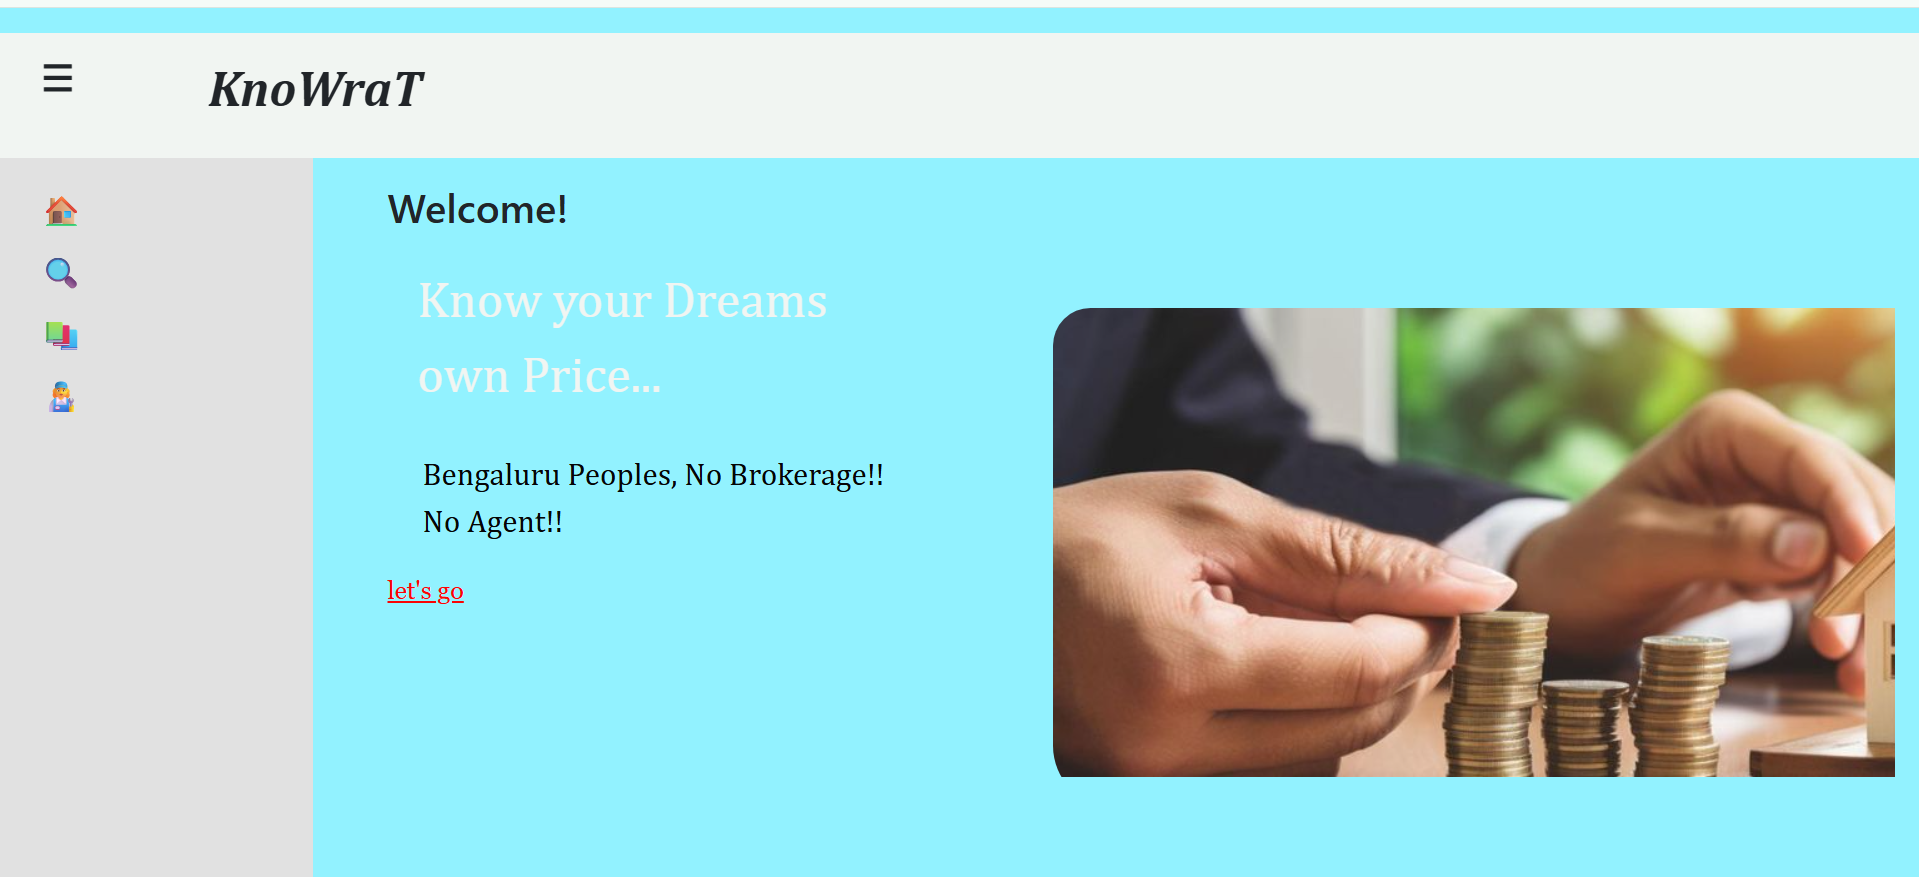 KnoWraT
Welcome!
Know your Dreams
own Price...
Bengaluru Peoples, No Brokerage!!
No Agent!!
let's go